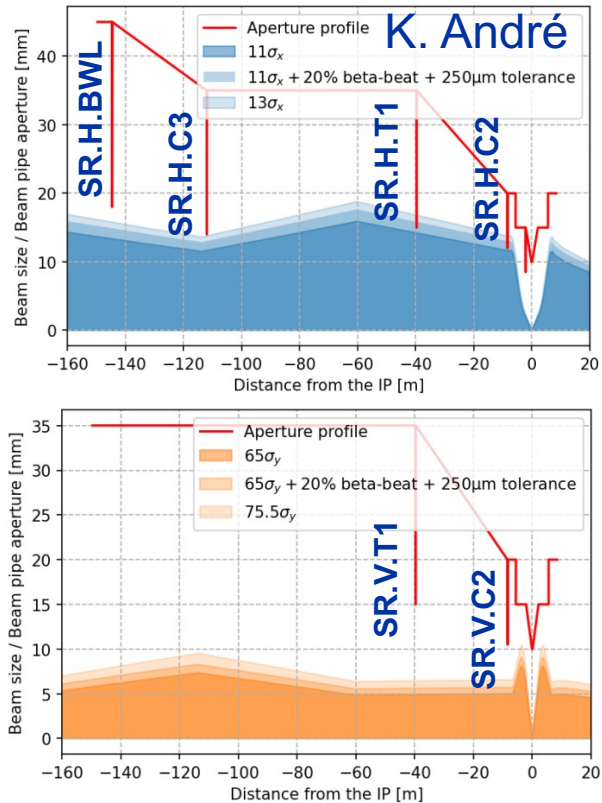 K. André
Aperture profile
11σₓ
11σₓ + 20% beta-beat + 250μm tolerance
13σₓ
SR.H.BWL
SR.H.C3
SR.H.T1
SR.H.C2
Beam size / Beam pipe aperture [mm]
40
30
20
10
0
−160 −140 −120 −100 −80 −60 −40 −20 0 20
Distance from the IP [m]
Aperture profile
65σᵧ
65σᵧ + 20% beta-beat + 250μm tolerance
75.5σᵧ
SR.V.T1
SR.V.C2
Beam size / Beam pipe aperture [mm]
35
30
25
20
15
10
5
0
−160 −140 −120 −100 −80 −60 −40 −20 0 20
Distance from the IP [m]